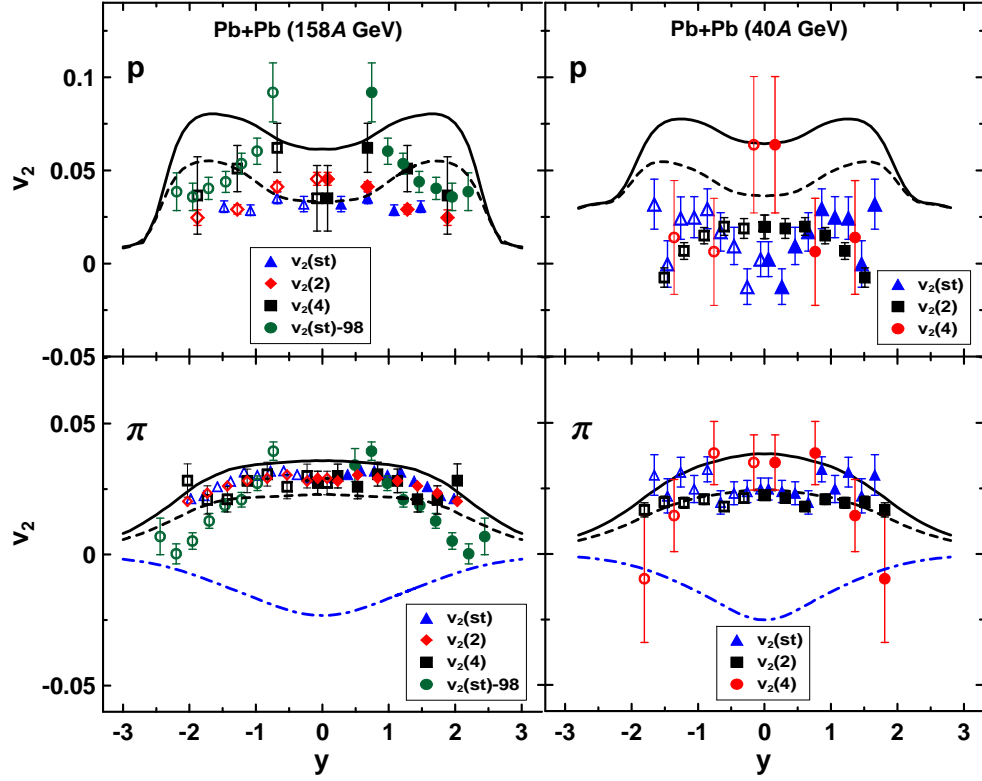 Pb+Pb (158A GeV)
Pb+Pb (40A GeV)
p
p
0.1
0.05
0
-0.05
v2
v2(st)
v2(2)
v2(4)
v2(st)-98
v2(st)
v2(2)
v2(4)
π
π
0.05
0
-0.05
v2
v2(st)
v2(2)
v2(4)
v2(st)-98
v2(st)
v2(2)
v2(4)
-3 -2 -1 0 1 2 3
-3 -2 -1 0 1 2 3
y
y